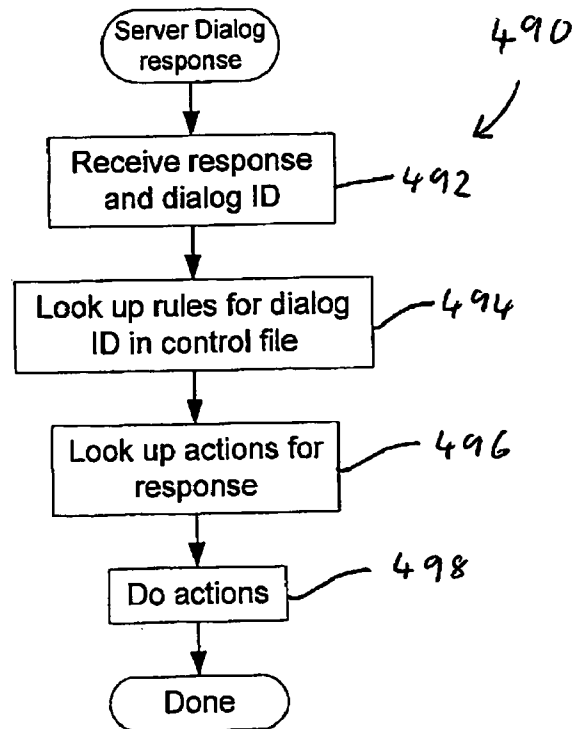 Server Dialog
response
490
Receive response
and dialog ID
492
Look up rules for dialog
ID in control file
494
Look up actions for
response
496
Do actions
498
Done